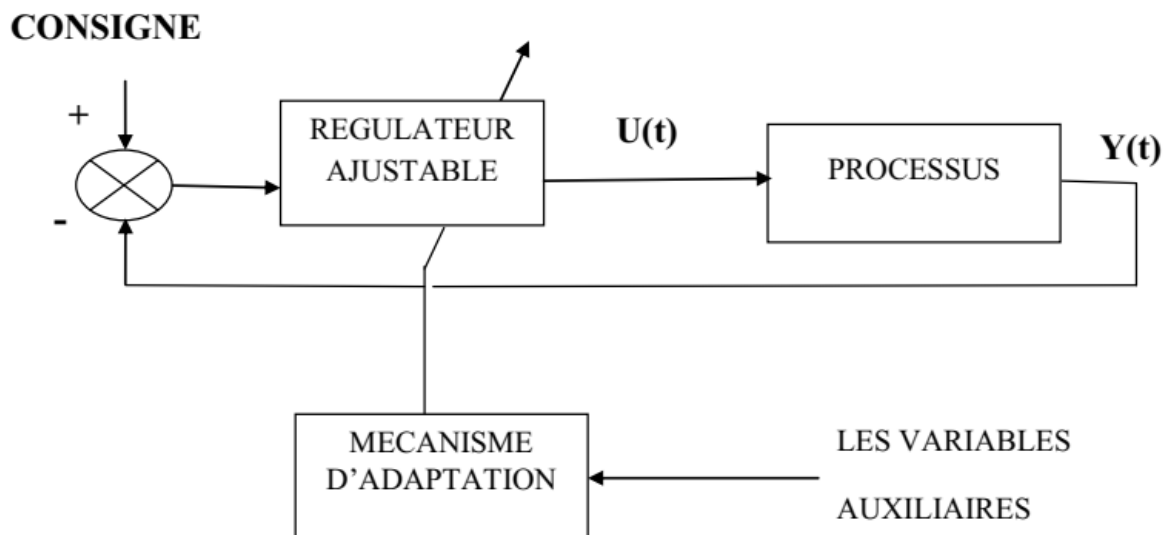 CONSIGNE
+
REGULATEUR
AJUSTABLE
U(t)
PROCESSUS
Y(t)
-
MECANISME
D’ADAPTATION
LES VARIABLES
AUXILIAIRES